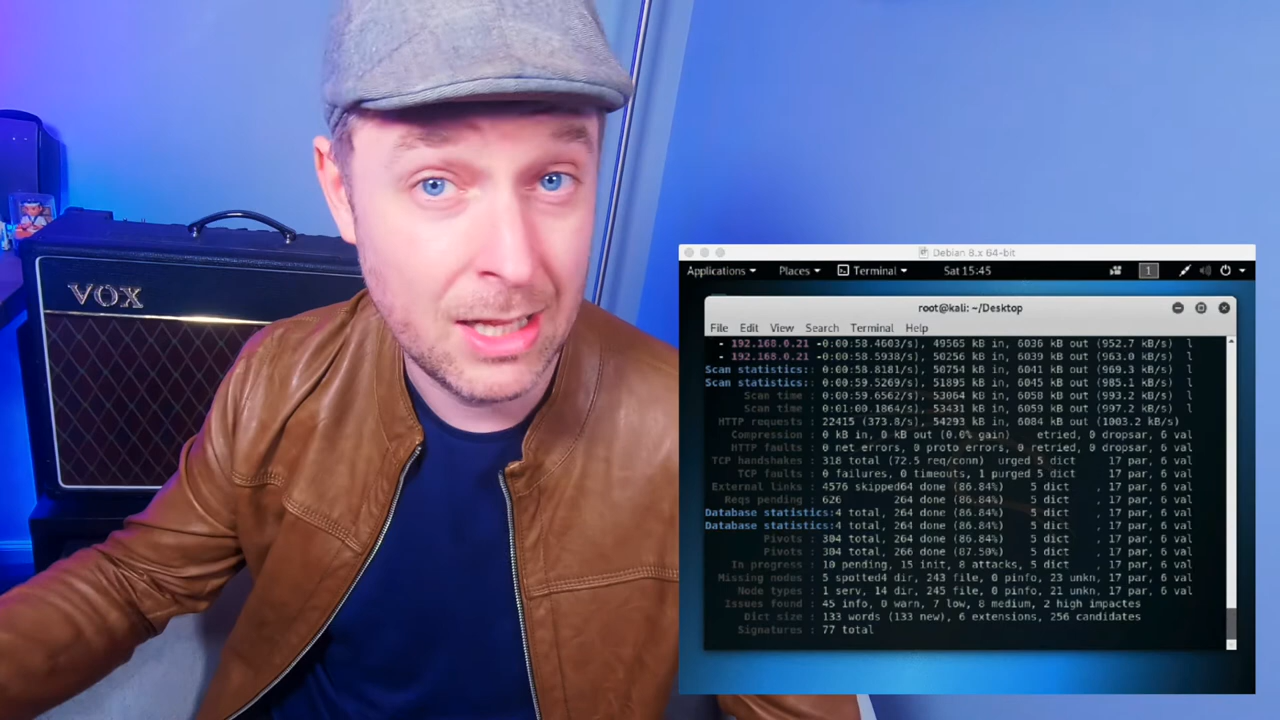 VOX
Debian 8.x 64-bit
Applications Places Terminal Sat 15:45 1
root@kali: ~/Desktop
File Edit View Search Terminal Help
- 192.168.0.21 -0:00:58.4603/s), 49565 kB in, 6036 kB out (952.7 kB/s) l
- 192.168.0.21 -0:00:58.5938/s), 50256 kB in, 6039 kB out (963.0 kB/s) l
Scan statistics: 0:00:58.8181/s), 50754 kB in, 6041 kB out (969.3 kB/s) l
Scan statistics: 0:00:59.5269/s), 51895 kB in, 6045 kB out (985.1 kB/s) l
Scan time : 0:00:59.6562/s), 53064 kB in, 6058 kB out (993.2 kB/s) l
Scan time : 0:01:00.1864/s), 53431 kB in, 6059 kB out (997.2 kB/s) l
HTTP requests : 22415 (373.8/s), 54293 kB in, 6084 kB out (1003.2 kB/s)
Compression : 0 kB in, 0 kB out (0.0% gain) etried, 0 dropsar, 6 val
HTTP faults : 0 net errors, 0 proto errors, 0 retried, 0 dropsar, 6 val
TCP handshakes : 318 total (72.5 req/conn) urged 5 dict 17 par, 6 val
TCP faults : 0 failures, 0 timeouts, 1 purged 5 dict 17 par, 6 val
External links : 4576 skipped64 done (86.84%) 5 dict , 17 par, 6 val
Reqs pending : 626 264 done (86.84%) 5 dict , 17 par, 6 val
Database statistics:4 total, 264 done (86.84%) 5 dict , 17 par, 6 val
Database statistics:4 total, 264 done (86.84%) 5 dict , 17 par, 6 val
Pivots : 304 total, 264 done (86.84%) 5 dict , 17 par, 6 val
Pivots : 304 total, 266 done (87.50%) 5 dict , 17 par, 6 val
In progress : 10 pending, 15 init, 8 attacks, 5 dict , 17 par, 6 val
Missing nodes : 5 spotted4 dir, 243 file, 0 pinfo, 23 unkn, 17 par, 6 val
Node types : 1 serv, 14 dir, 245 file, 0 pinfo, 21 unkn, 17 par, 6 val
Issues found : 45 info, 0 warn, 7 low, 8 medium, 2 high impactes
Dict size : 133 words (133 new), 6 extensions, 256 candidates
Signatures : 77 total